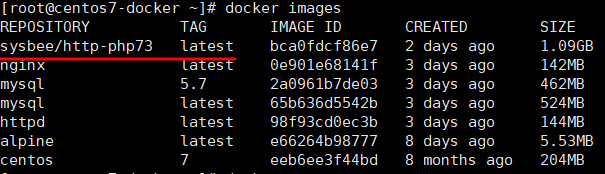 [root@centos7-docker ~]# docker images
REPOSITORY TAG IMAGE ID CREATED SIZE
sysbee/http-php73 latest bca0fdcf86e7 2 days ago 1.09GB
nginx latest 0e901e68141f 3 days ago 142MB
mysql 5.7 2a0961b7de03 3 days ago 462MB
mysql latest 65b636d5542b 3 days ago 524MB
httpd latest 98f93cd0ec3b 3 days ago 144MB
alpine latest e66264b98777 8 days ago 5.53MB
centos 7 eeb6ee3f44bd 8 months ago 204MB